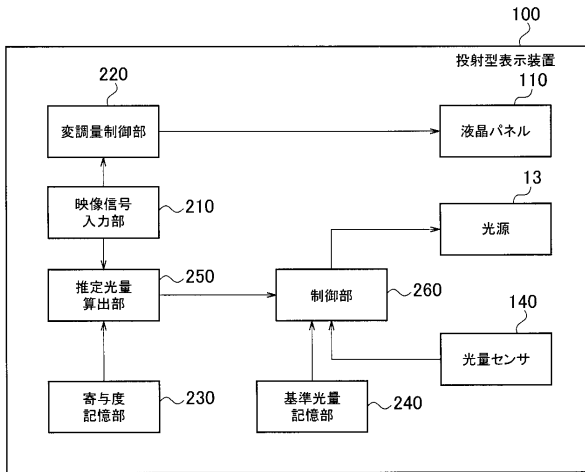 100
投射型表示装置
220
変調量制御部
110
液晶パネル
映像信号
入力部
210
13
光源
推定光量
算出部
250
制御部
260
140
光量センサ
寄与度
記憶部
230
基準光量
記憶部
240